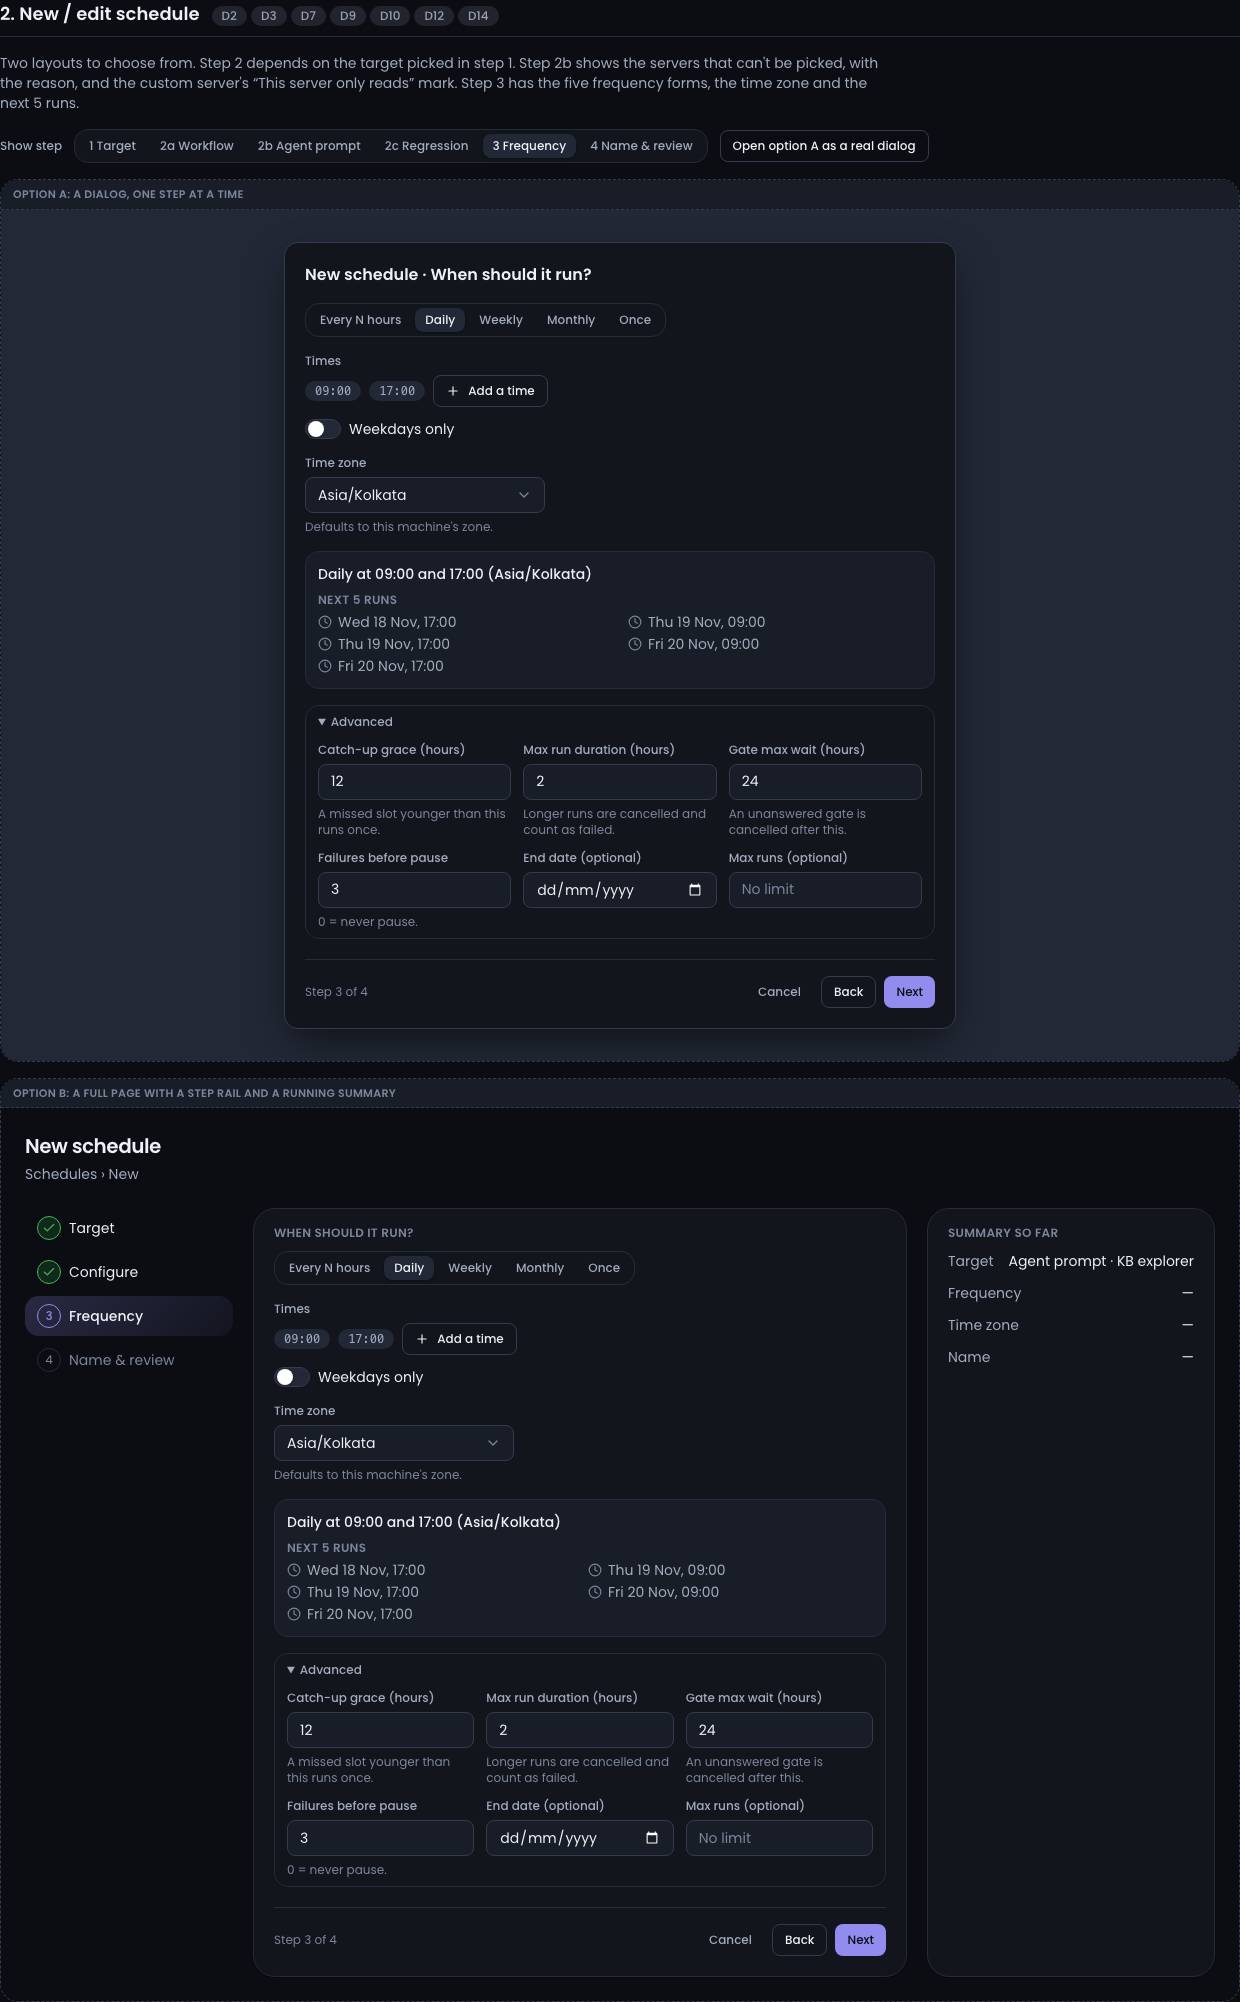 2. New / edit schedule D2 D3 D7 D9 D10 D12 D14
Two layouts to choose from. Step 2 depends on the target picked in step 1. Step 2b shows the servers that can't be picked, with
the reason, and the custom server's “This server only reads” mark. Step 3 has the five frequency forms, the time zone and the
next 5 runs.
Show step 1 Target 2a Workflow 2b Agent prompt 2c Regression 3 Frequency 4 Name & review Open option A as a real dialog
OPTION A: A DIALOG, ONE STEP AT A TIME
New schedule · When should it run?
Every N hours Daily Weekly Monthly Once
Times
09:00 17:00 + Add a time
Weekdays only
Time zone
Asia/Kolkata
Defaults to this machine's zone.
Daily at 09:00 and 17:00 (Asia/Kolkata)
NEXT 5 RUNS
Wed 18 Nov, 17:00 Thu 19 Nov, 09:00
Thu 19 Nov, 17:00 Fri 20 Nov, 09:00
Fri 20 Nov, 17:00
▼ Advanced
Catch-up grace (hours) Max run duration (hours) Gate max wait (hours)
12 2 24
A missed slot younger than this Longer runs are cancelled and An unanswered gate is
runs once. count as failed. cancelled after this.
Failures before pause End date (optional) Max runs (optional)
3 dd/mm/yyyy No limit
0 = never pause.
Step 3 of 4 Cancel Back Next
OPTION B: A FULL PAGE WITH A STEP RAIL AND A RUNNING SUMMARY
New schedule
Schedules › New
Target
Configure
3 Frequency
4 Name & review
WHEN SHOULD IT RUN?
Every N hours Daily Weekly Monthly Once
Times
09:00 17:00 + Add a time
Weekdays only
Time zone
Asia/Kolkata
Defaults to this machine's zone.
Daily at 09:00 and 17:00 (Asia/Kolkata)
NEXT 5 RUNS
Wed 18 Nov, 17:00 Thu 19 Nov, 09:00
Thu 19 Nov, 17:00 Fri 20 Nov, 09:00
Fri 20 Nov, 17:00
▼ Advanced
Catch-up grace (hours) Max run duration (hours) Gate max wait (hours)
12 2 24
A missed slot younger than Longer runs are cancelled and An unanswered gate is
this runs once. count as failed. cancelled after this.
Failures before pause End date (optional) Max runs (optional)
3 dd/mm/yyyy No limit
0 = never pause.
Step 3 of 4 Cancel Back Next
SUMMARY SO FAR
Target Agent prompt · KB explorer
Frequency —
Time zone —
Name —